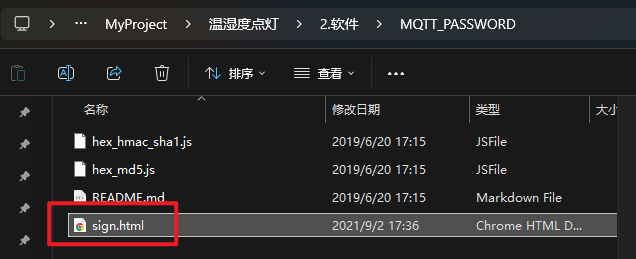 ··· MyProject 温湿度点灯 2.软件 MQTT_PASSWORD
排序 查看 ···
名称 修改日期 类型 大小
hex_hmac_sha1.js 2019/6/20 17:15 JSFile
hex_md5.js 2019/6/20 17:15 JSFile
README.md 2019/6/20 17:15 Markdown File
sign.html 2021/9/2 17:36 Chrome HTML D...